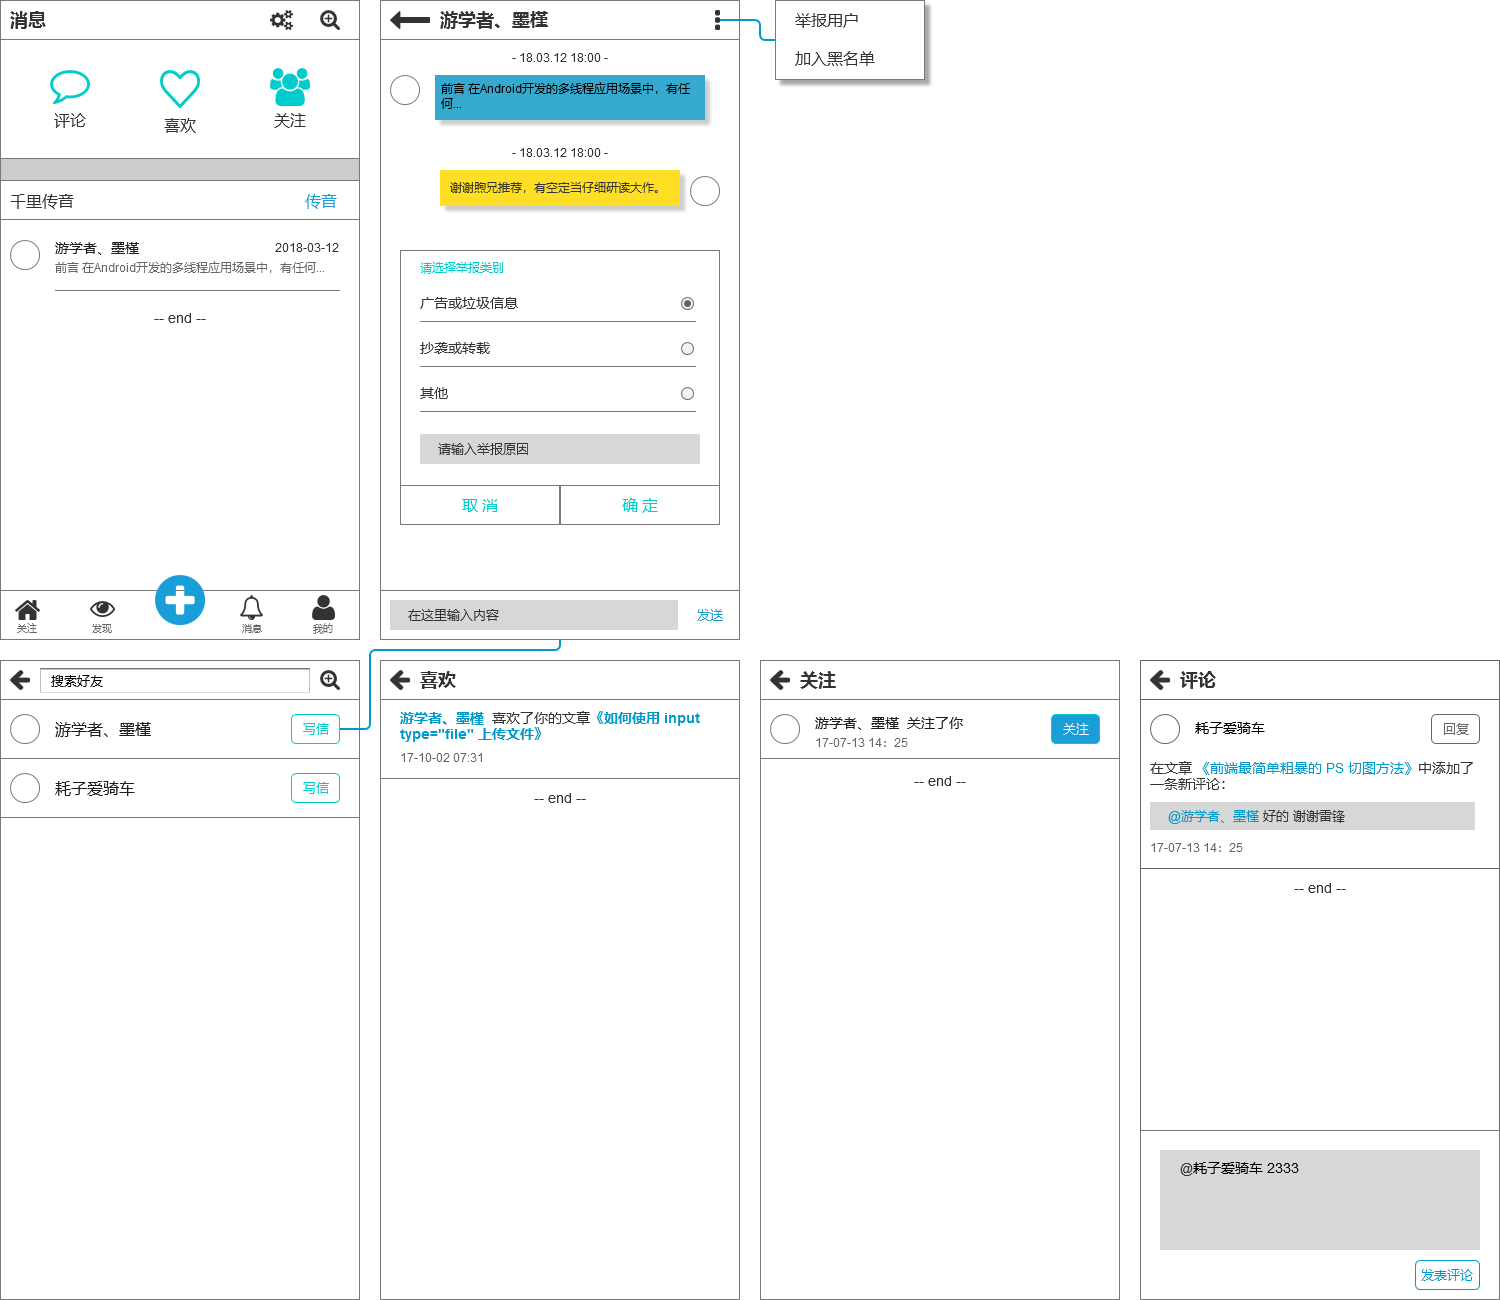 消息
评论
喜欢
关注
千里传音
传音
游学者、墨槿
2018-03-12
前言 在Android开发的多线程应用场景中，有任何...
-- end --
关注
发现
消息
我的
游学者、墨槿
- 18.03.12 18:00 -
前言 在Android开发的多线程应用场景中，有任
何...
- 18.03.12 18:00 -
谢谢煦兄推荐，有空定当仔细研读大作。
请选择举报类别
广告或垃圾信息
抄袭或转载
其他
请输入举报原因
取 消
确 定
在这里输入内容
发送
举报用户
加入黑名单
搜索好友
游学者、墨槿
写信
耗子爱骑车
写信
喜欢
游学者、墨槿 喜欢了你的文章《如何使用 input
type="file" 上传文件》
17-10-02 07:31
-- end --
关注
游学者、墨槿 关注了你
17-07-13 14：25
关注
-- end --
评论
耗子爱骑车
回复
在文章 《前端最简单粗暴的 PS 切图方法》中添加了
一条新评论：
@游学者、墨槿 好的 谢谢雷锋
17-07-13 14：25
-- end --
@耗子爱骑车 2333
发表评论